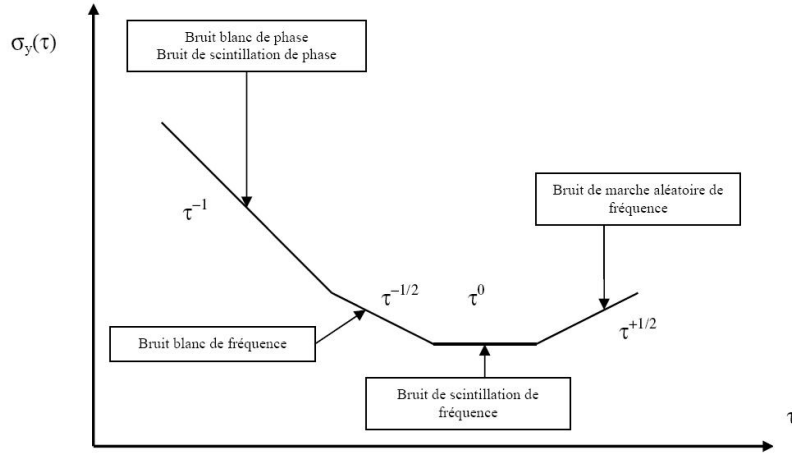 σy(τ)
Bruit blanc de phase
Bruit de scintillation de phase
τ−1
Bruit de marche aléatoire de
fréquence
τ−1/2
τ0
τ+1/2
Bruit blanc de fréquence
Bruit de scintillation de
fréquence
τ